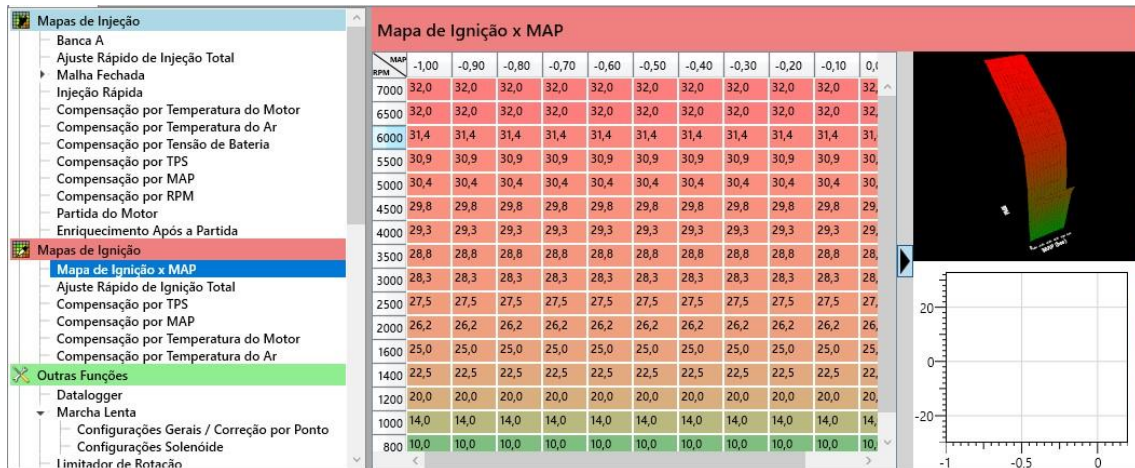 Mapas de Injeção
Banca A
Ajuste Rápido de Injeção Total
Malha Fechada
Injeção Rápida
Compensação por Temperatura do Motor
Compensação por Temperatura do Ar
Compensação por Tensão de Bateria
Compensação por TPS
Compensação por MAP
Compensação por RPM
Partida do Motor
Enriquecimento Após a Partida
Mapas de Ignição
Mapa de Ignição x MAP
Ajuste Rápido de Ignição Total
Compensação por TPS
Compensação por MAP
Compensação por Temperatura do Motor
Compensação por Temperatura do Ar
Outras Funções
Datalogger
Marcha Lenta
Configurações Gerais / Correção por Ponto
Configurações Solenóide
Limitador de Rotação
Mapa de Ignição x MAP
RPM MAP -1,00 -0,90 -0,80 -0,70 -0,60 -0,50 -0,40 -0,30 -0,20 -0,10
7000 32,0 32,0 32,0 32,0 32,0 32,0 32,0 32,0 32,0 32,0 32,
6500 32,0 32,0 32,0 32,0 32,0 32,0 32,0 32,0 32,0 32,0 32,
6000 31,4 31,4 31,4 31,4 31,4 31,4 31,4 31,4 31,4 31,4 31,
5500 30,9 30,9 30,9 30,9 30,9 30,9 30,9 30,9 30,9 30,9 30,
5000 30,4 30,4 30,4 30,4 30,4 30,4 30,4 30,4 30,4 30,4 30,
4500 29,8 29,8 29,8 29,8 29,8 29,8 29,8 29,8 29,8 29,8 29,
4000 29,3 29,3 29,3 29,3 29,3 29,3 29,3 29,3 29,3 29,3 29,
3500 28,8 28,8 28,8 28,8 28,8 28,8 28,8 28,8 28,8 28,8 28,
3000 28,3 28,3 28,3 28,3 28,3 28,3 28,3 28,3 28,3 28,3 28,
2500 27,5 27,5 27,5 27,5 27,5 27,5 27,5 27,5 27,5 27,5 27,
2000 26,2 26,2 26,2 26,2 26,2 26,2 26,2 26,2 26,2 26,2 26,
1600 25,0 25,0 25,0 25,0 25,0 25,0 25,0 25,0 25,0 25,0 25,
1400 22,5 22,5 22,5 22,5 22,5 22,5 22,5 22,5 22,5 22,5 22,
1200 20,0 20,0 20,0 20,0 20,0 20,0 20,0 20,0 20,0 20,0 20,
1000 14,0 14,0 14,0 14,0 14,0 14,0 14,0 14,0 14,0 14,0 14,
800 10,0 10,0 10,0 10,0 10,0 10,0 10,0 10,0 10,0 10,0 10,
RPM
MAP (bar)
20
0
-20
-1 -0.5 0